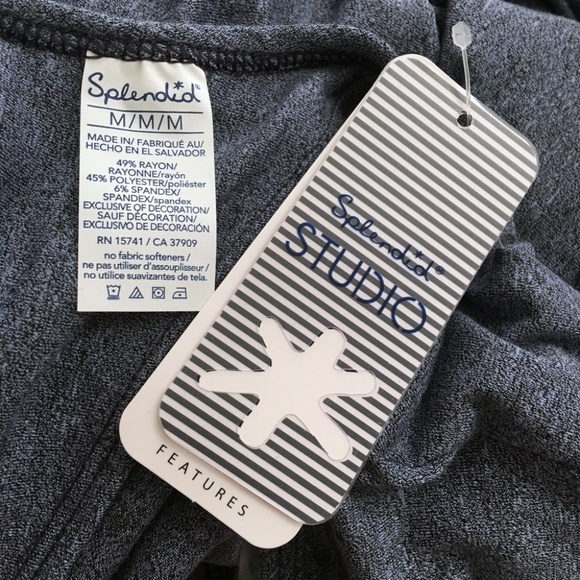 Splendid®
M/M/M
MADE IN/ FABRIQUÉ AU/
HECHO EN EL SALVADOR
49% RAYON/
RAYONNE/rayón
45% POLYESTER/poliéster
6% SPANDEX/
SPANDEX/spandex
EXCLUSIVE OF DECORATION/
SAUF DÉCORATION/
EXCLUSIVO DE DECORACIÓN
RN 15741 / CA 37909
no fabric softeners/
ne pas utiliser d'assouplisseur/
no utilice suavizantes de tela.
Splendid®
STUDIO
FEATURES